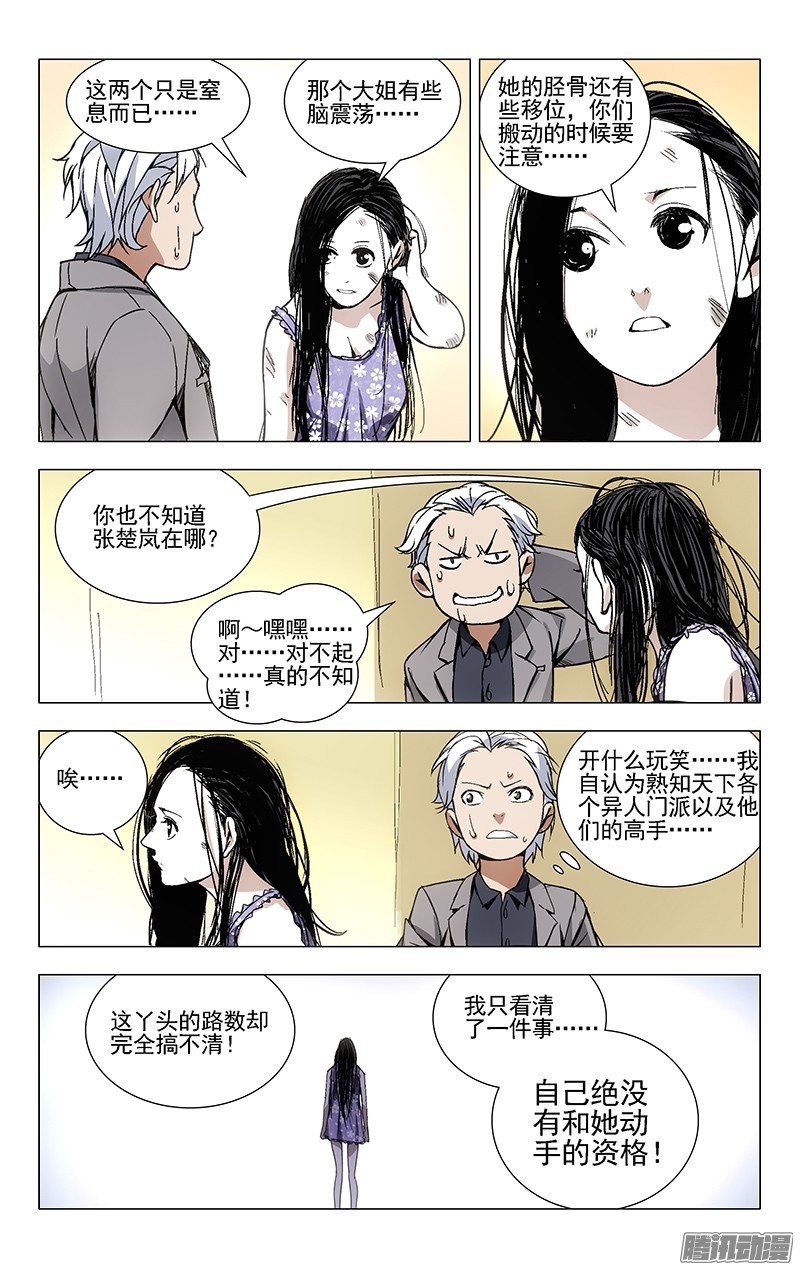 这两个只是窒
息而已……
那个大姐有些
脑震荡……
她的胫骨还有
些移位，你们
搬动的时候要
注意……
你也不知道
张楚岚在哪？
啊～嘿嘿……
对……对不起
……真的不知
道！
唉……
开什么玩笑……我
自认为熟知天下各
个异人门派以及他
们的高手……
这丫头的路数却
完全搞不清！
我只看清
了一件事……
自己绝没
有和她动
手的资格！
腾讯动漫